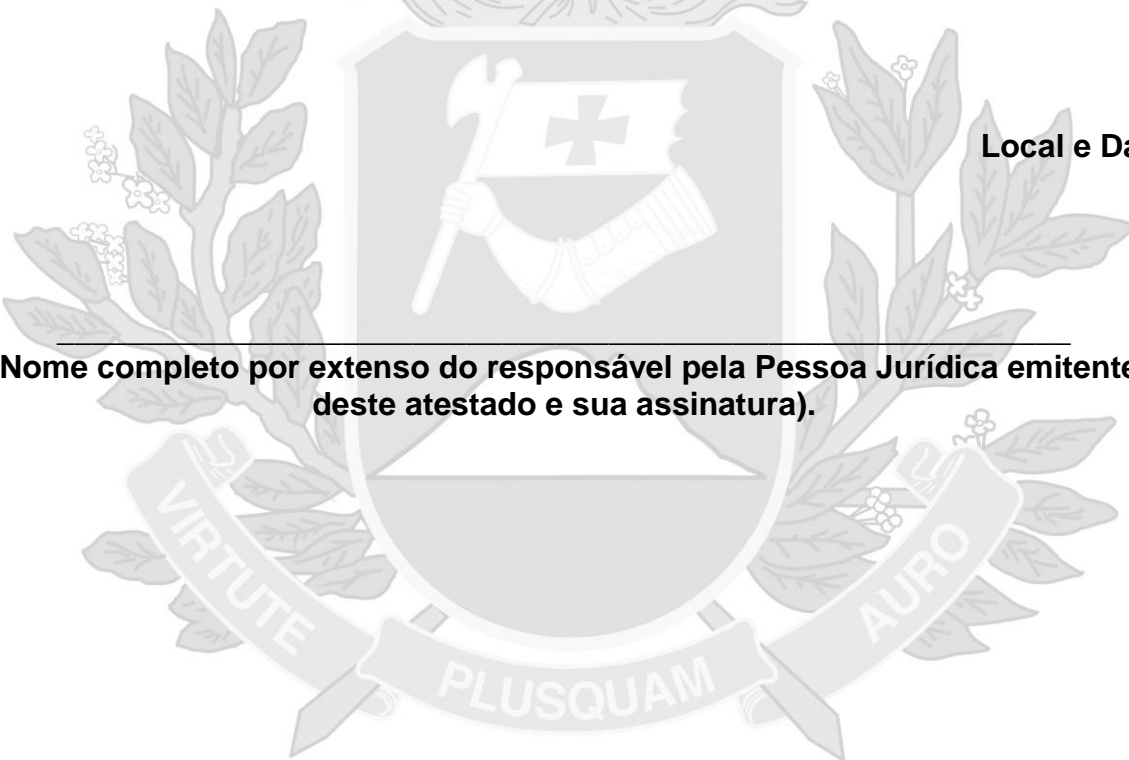 Local e Da
Nome completo por extenso do responsável pela Pessoa Jurídica emitente
deste atestado e sua assinatura).
VIRTUTE
PLUSQUAM
AURO